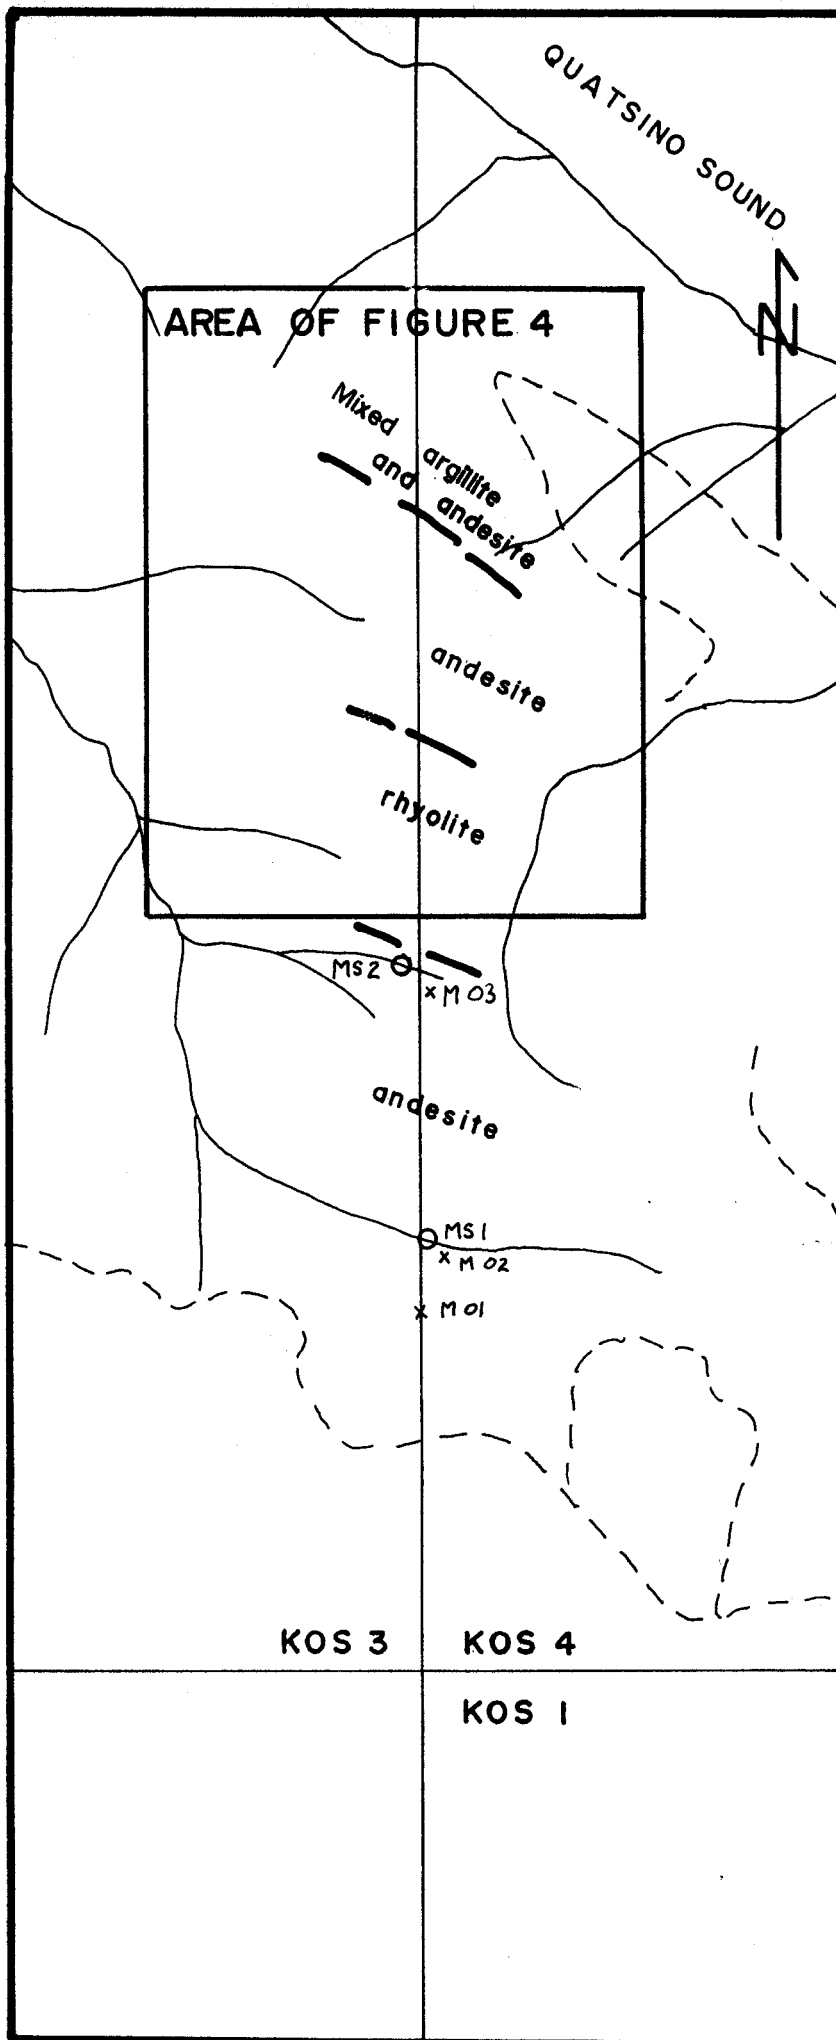 QUATSINO SOUND
N
AREA OF FIGURE 4
Mixed argillite
and andesite
andesite
rhyolite
MS2
M 03
andesite
MS1
M 02
M 01
KOS 3
KOS 4
KOS 1